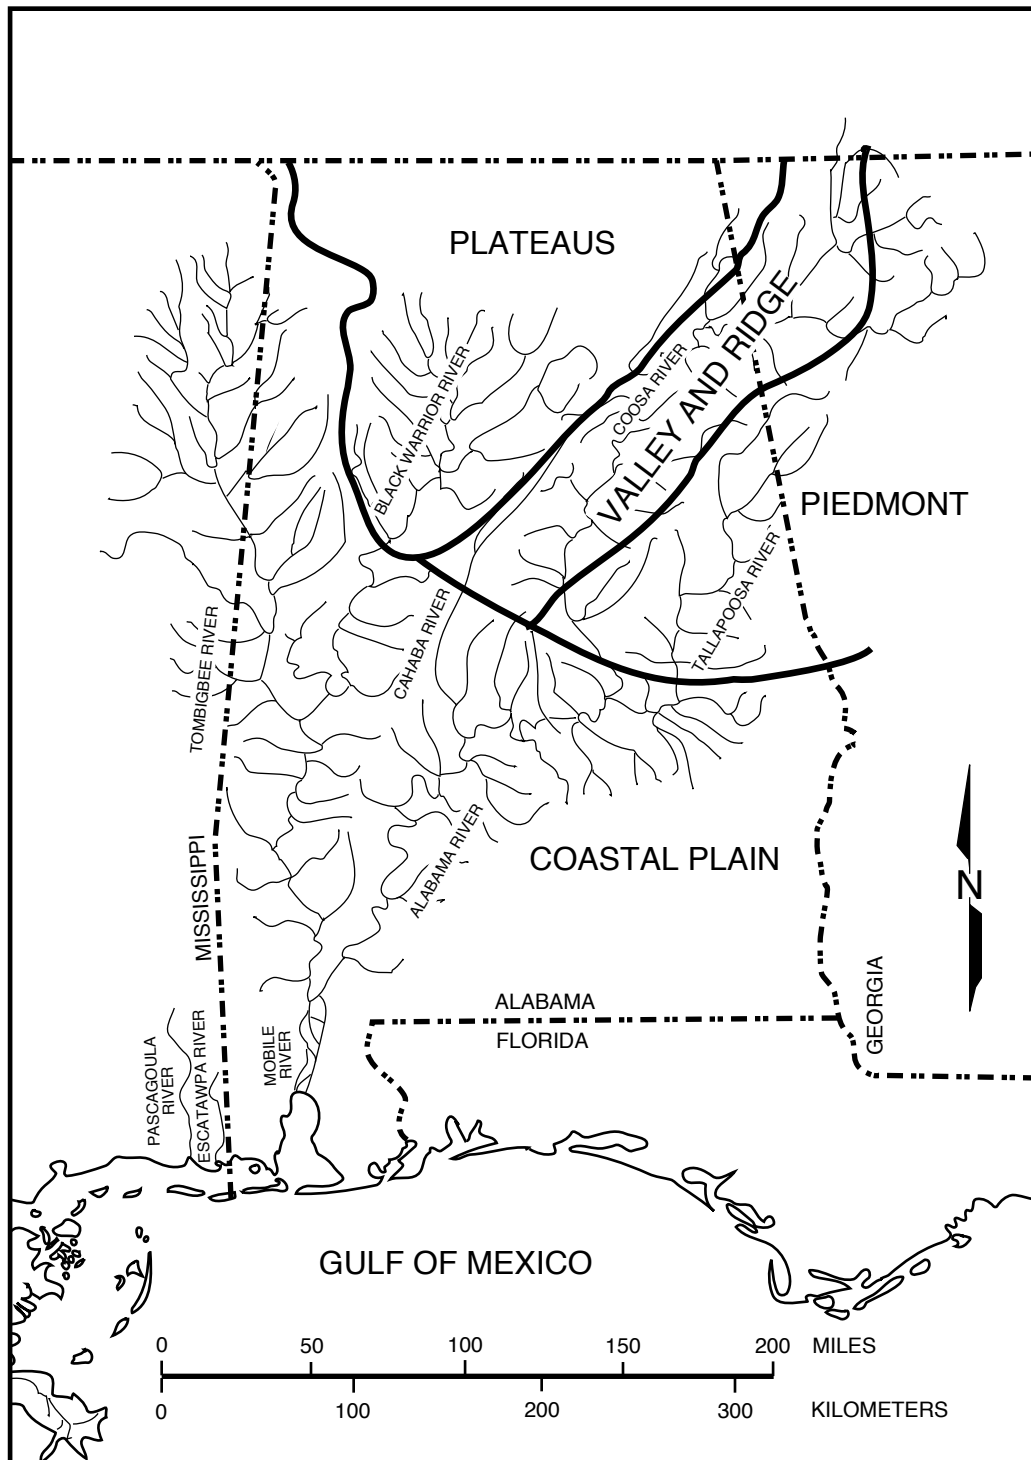 PLATEAUS
VALLEY AND RIDGE
COOSA RIVER
BLACK WARRIOR RIVER
PIEDMONT
TALLAPOOSA RIVER
CAHABA RIVER
TOMBIGBEE RIVER
ALABAMA RIVER
COASTAL PLAIN
MISSISSIPPI
N
GEORGIA
ALABAMA
FLORIDA
MOBILE
RIVER
PASCAGOULA
RIVER
ESCATAWPA RIVER
GULF OF MEXICO
0 50 100 150 200 MILES
0 100 200 300 KILOMETERS